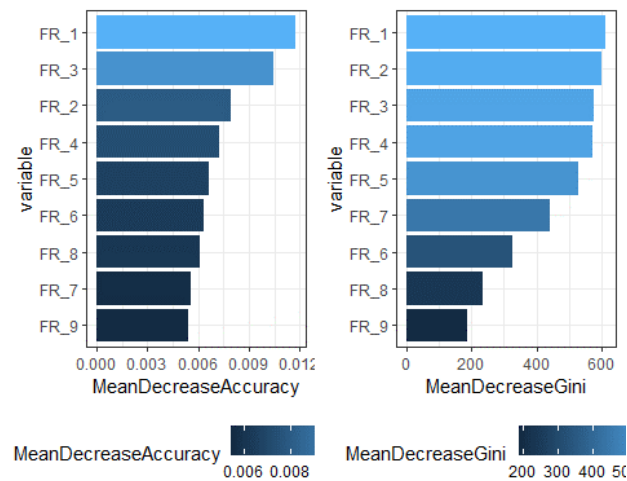 FR_1
FR_3
FR_2
FR_4
FR_5
FR_6
FR_8
FR_7
FR_9
variable
0.000 0.003 0.006 0.009 0.012
MeanDecreaseAccuracy
MeanDecreaseAccuracy
0.006 0.008
FR_1
FR_2
FR_3
FR_4
FR_5
FR_7
FR_6
FR_8
FR_9
variable
0 200 400 600
MeanDecreaseGini
MeanDecreaseGini
200 300 400